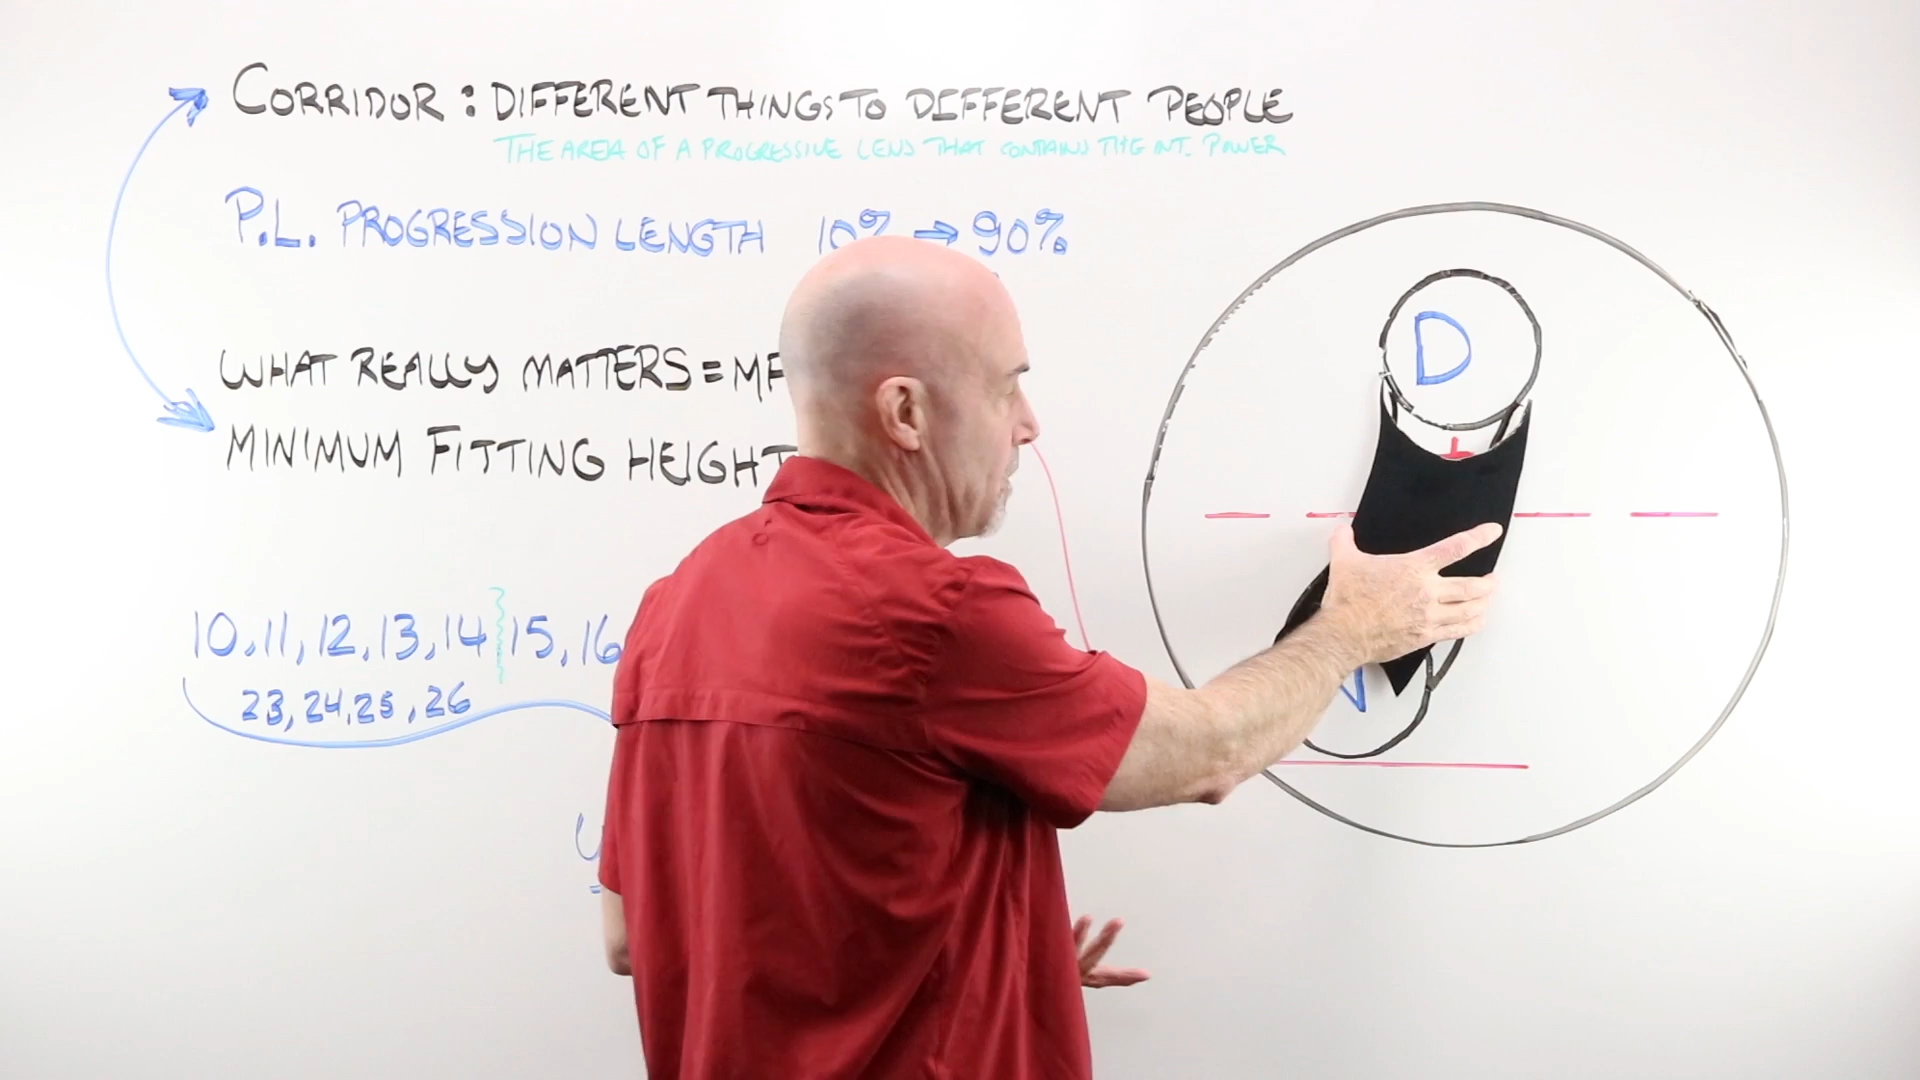 CORRIDOR : DIFFERENT THINGS TO DIFFERENT PEOPLE
THE AREA OF A PROGRESSIVE LENS THAT CONTAINS THE INT. POWER
P.L. PROGRESSION LENGTH 10% → 90%
D
WHAT REALLY MATTERS = MF
MINIMUM FITTING HEIGHT
10, 11, 12, 13, 14 15, 16
23, 24, 25, 26